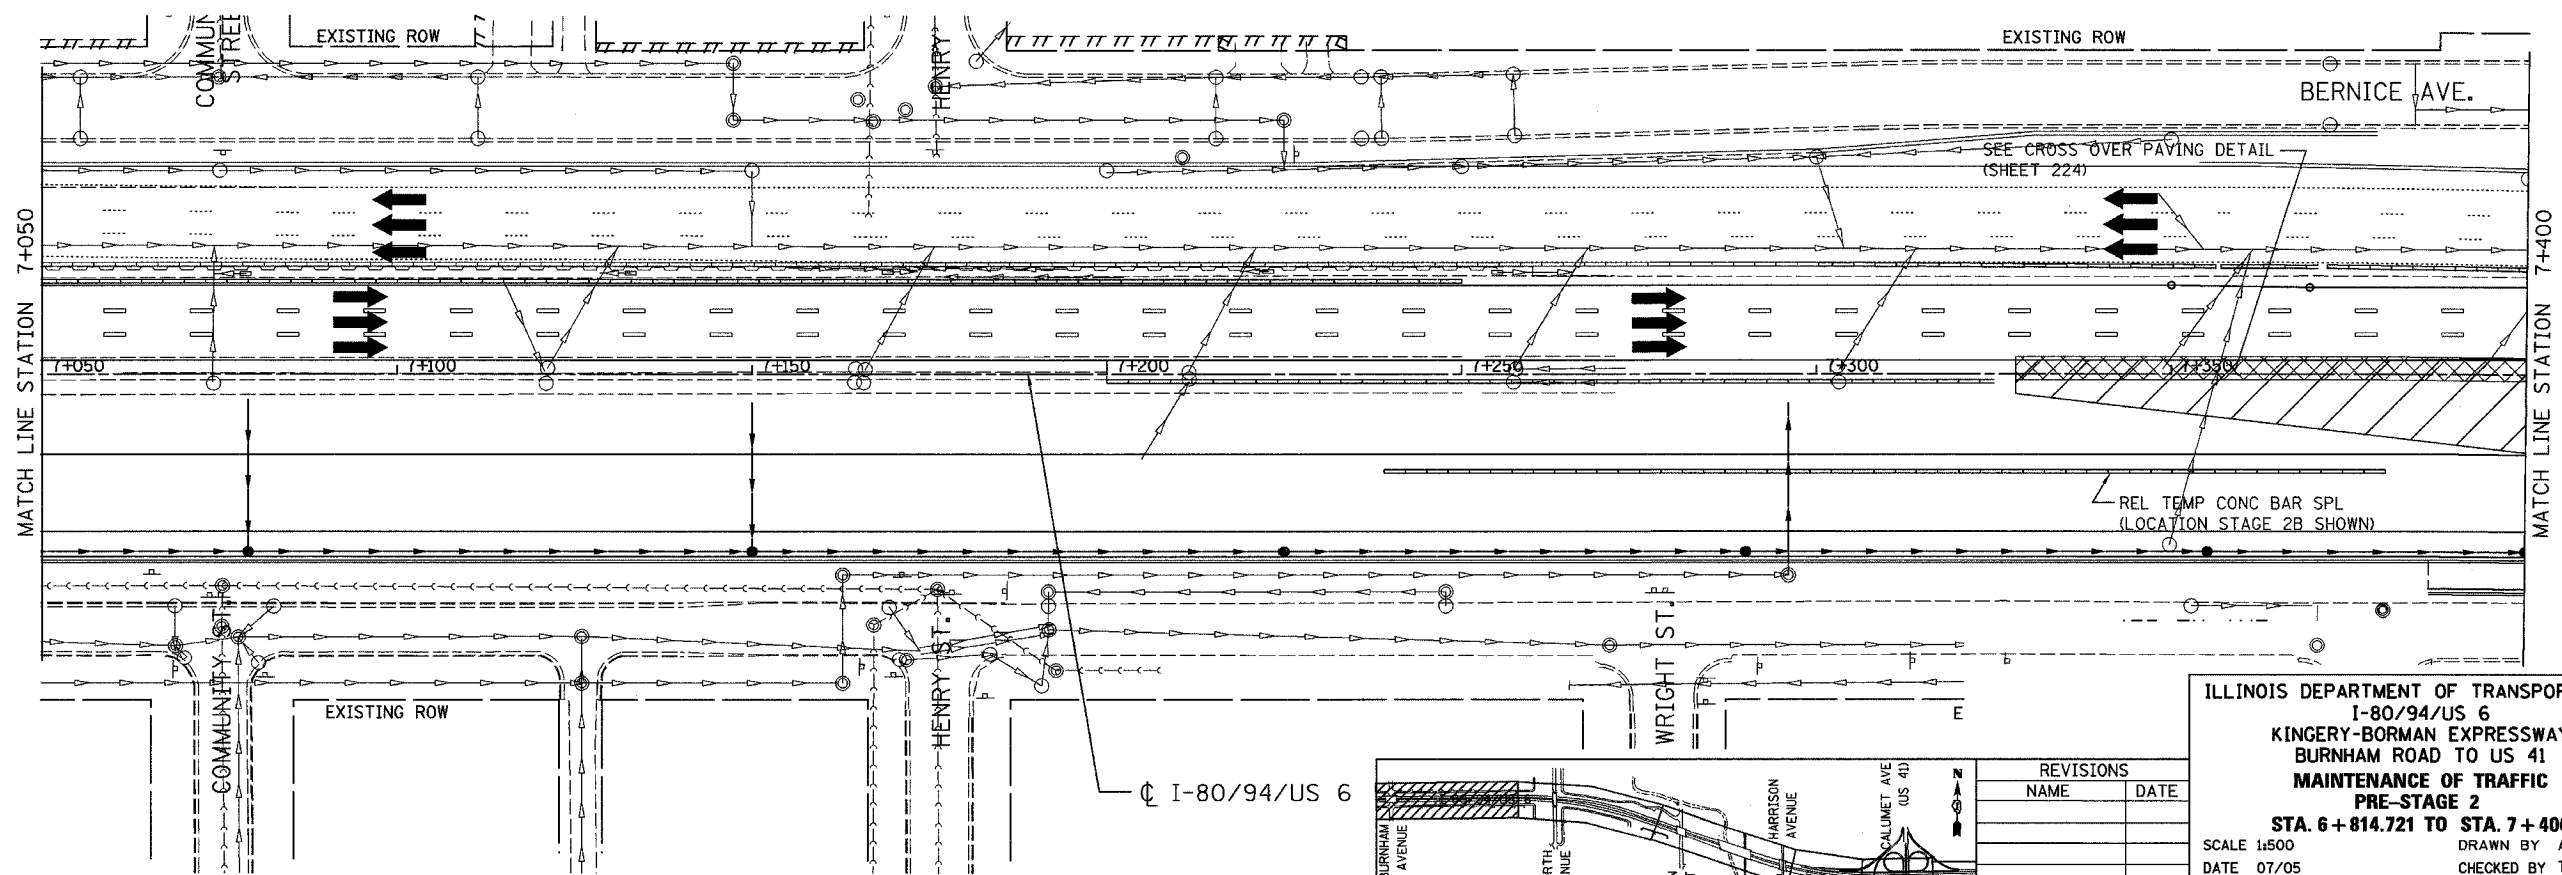 COMMUN
STREE
EXISTING ROW
HENRY
EXISTING ROW
BERNICE AVE.
SEE CROSS OVER PAVING DETAIL
(SHEET 224)
MATCH LINE STATION 7+050
MATCH LINE STATION 7+400
7+050
7+100
7+150
7+200
7+250
7+300
7+350
REL TEMP CONC BAR SPL
(LOCATION STAGE 2B SHOWN)
COMMUNITY ST.
HENRY ST.
WRIGHT ST.
EXISTING ROW
E
℄ I-80/94/US 6
BURNHAM
AVENUE
RTH
NUE
HARRISON
AVENUE
CALUMET AVE
(US 41)
N
REVISIONS
NAME DATE
ILLINOIS DEPARTMENT OF TRANSPOR
I-80/94/US 6
KINGERY-BORMAN EXPRESSWAY
BURNHAM ROAD TO US 41
MAINTENANCE OF TRAFFIC
PRE-STAGE 2
STA. 6+814.721 TO STA. 7+400
SCALE 1:500 DRAWN BY A
DATE 07/05 CHECKED BY T